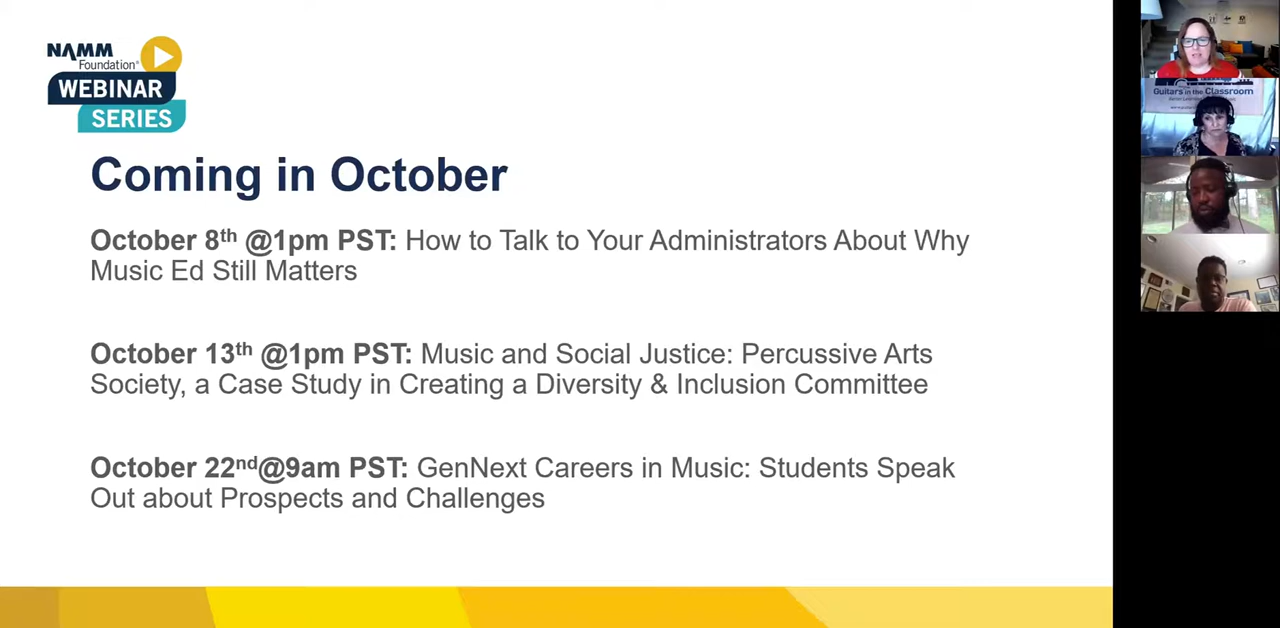 NAMM
Foundation®
WEBINAR
SERIES
Coming in October
October 8th @1pm PST: How to Talk to Your Administrators About Why
Music Ed Still Matters
October 13th @1pm PST: Music and Social Justice: Percussive Arts
Society, a Case Study in Creating a Diversity & Inclusion Committee
October 22nd@9am PST: GenNext Careers in Music: Students Speak
Out about Prospects and Challenges
Guitars in the Classroom